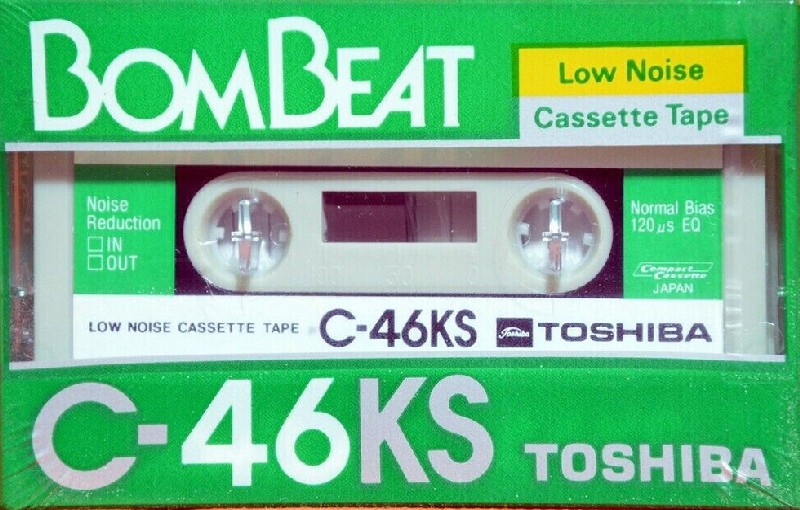 BOMBEAT
Low Noise
Cassette Tape
Noise
Reduction
IN
OUT
Normal Bias
120µs EQ
Compact
Cassette
JAPAN
LOW NOISE CASSETTE TAPE C-46KS Toshiba TOSHIBA
C-46KS TOSHIBA